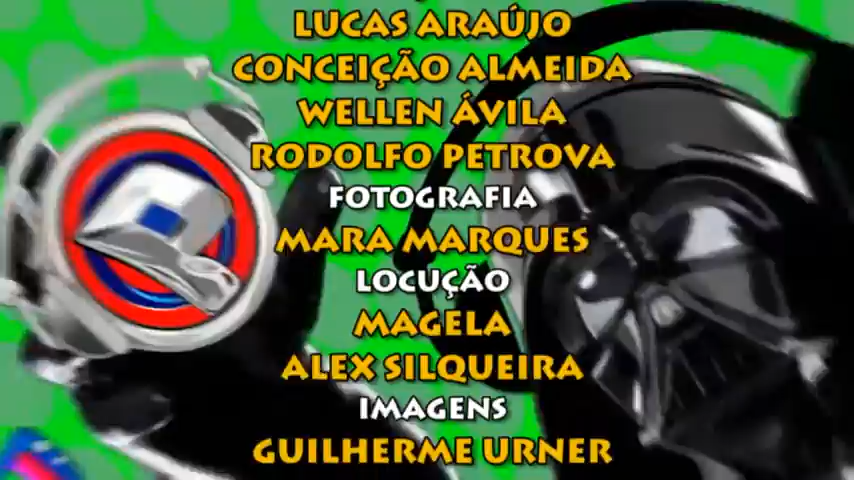 LUCAS ARAÚJO
CONCEIÇÃO ALMEIDA
WELLEN ÁVILA
RODOLFO PETROVA
FOTOGRAFIA
MARA MARQUES
LOCUÇÃO
MAGELA
ALEX SILQUEIRA
IMAGENS
GUILHERME URNER